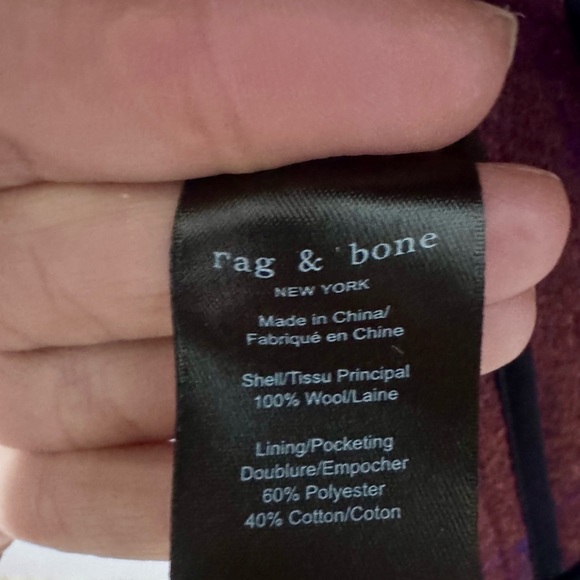 rag & bone
NEW YORK
Made in China/
Fabriqué en Chine
Shell/Tissu Principal
100% Wool/Laine
Lining/Pocketing
Doublure/Empocher
60% Polyester
40% Cotton/Coton